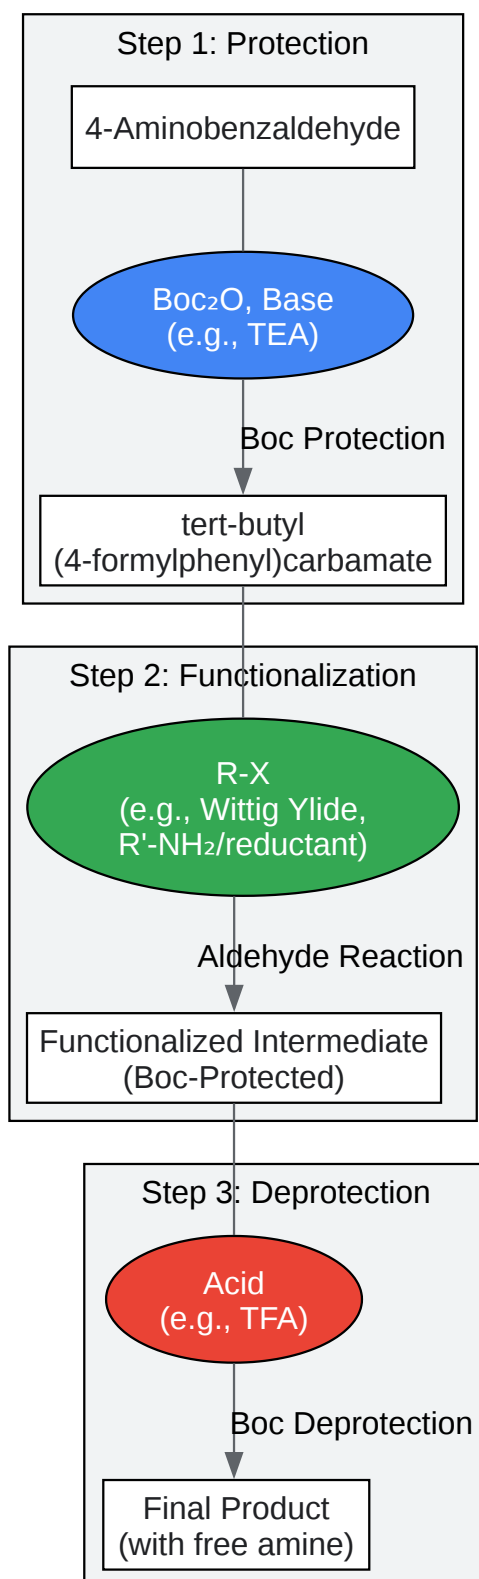 Step 1: Protection
4-Aminobenzaldehyde
Boc₂O, Base
(e.g., TEA)
Boc Protection
tert-butyl
(4-formylphenyl)carbamate
Step 2: Functionalization
R-X
(e.g., Wittig Ylide,
R'-NH₂/reductant)
Aldehyde Reaction
Functionalized Intermediate
(Boc-Protected)
Step 3: Deprotection
Acid
(e.g., TFA)
Boc Deprotection
Final Product
(with free amine)